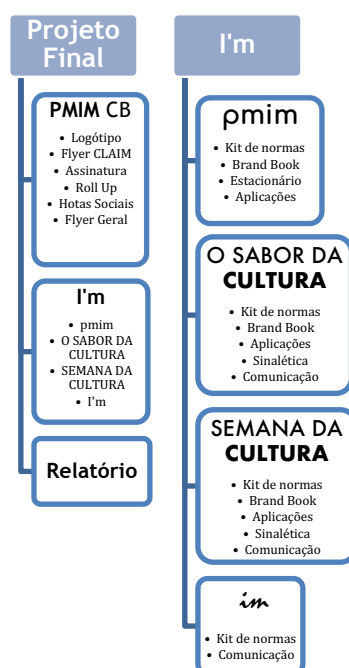 Projeto
Final
PMIM CB
• Logótipo
• Flyer CLAIM
• Assinatura
• Roll Up
• Hotas Sociais
• Flyer Geral
I'm
• pmim
• O SABOR DA
CULTURA
• SEMANA DA
CULTURA
• I'm
Relatório
I'm
pmim
• Kit de normas
• Brand Book
• Estacionário
• Aplicações
O SABOR DA
CULTURA
• Kit de normas
• Brand Book
• Aplicações
• Sinalética
• Comunicação
SEMANA DA
CULTURA
• Kit de normas
• Brand Book
• Aplicações
• Sinalética
• Comunicação
im
• Kit de normas
• Comunicação